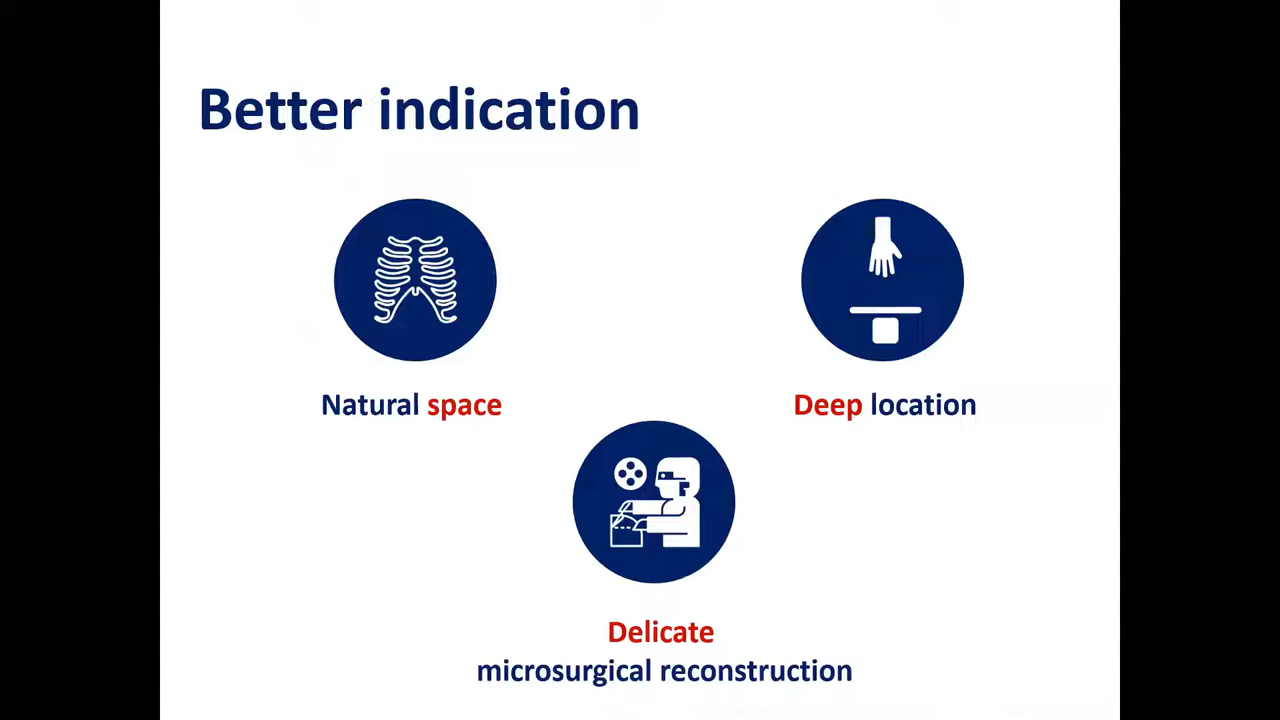 Better indication
Natural space
Deep location
Delicate
microsurgical reconstruction